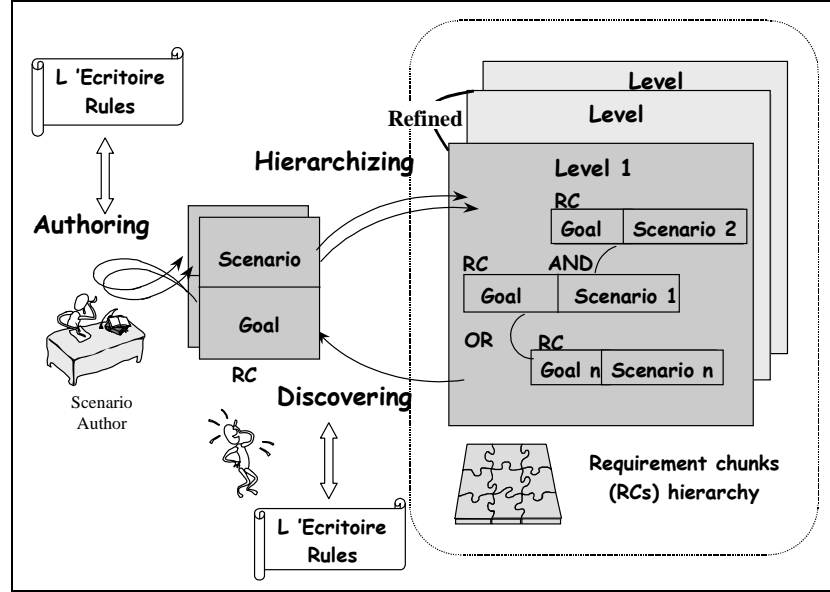 L 'Ecritoire
Rules
Authoring
Scenario
Author
Scenario
Goal
RC
Hierarchizing
Discovering
L 'Ecritoire
Rules
Level
Level
Refined
Level 1
RC
Goal Scenario 2
RC AND
Goal Scenario 1
OR RC
Goal n Scenario n
Requirement chunks
(RCs) hierarchy